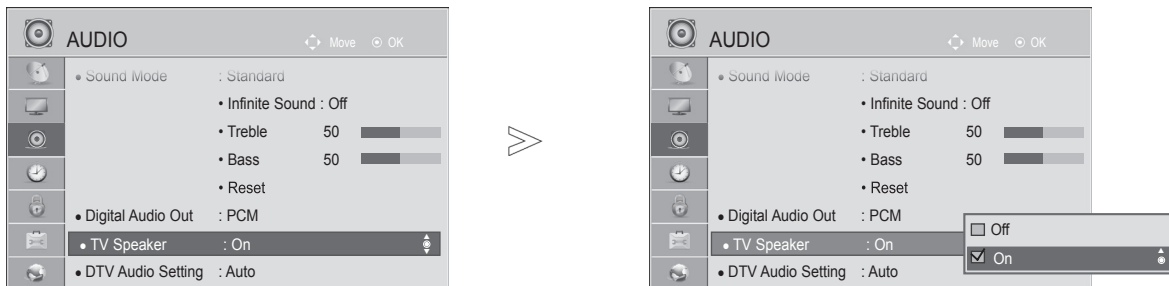 AUDIO Move OK
• Sound Mode : Standard
• Infinite Sound : Off
• Treble 50
• Bass 50
• Reset
• Digital Audio Out : PCM
• TV Speaker : On
• DTV Audio Setting : Auto
AUDIO Move OK
• Sound Mode : Standard
• Infinite Sound : Off
• Treble 50
• Bass 50
• Reset
• Digital Audio Out : PCM
• TV Speaker : On
• DTV Audio Setting : Auto
Off
On